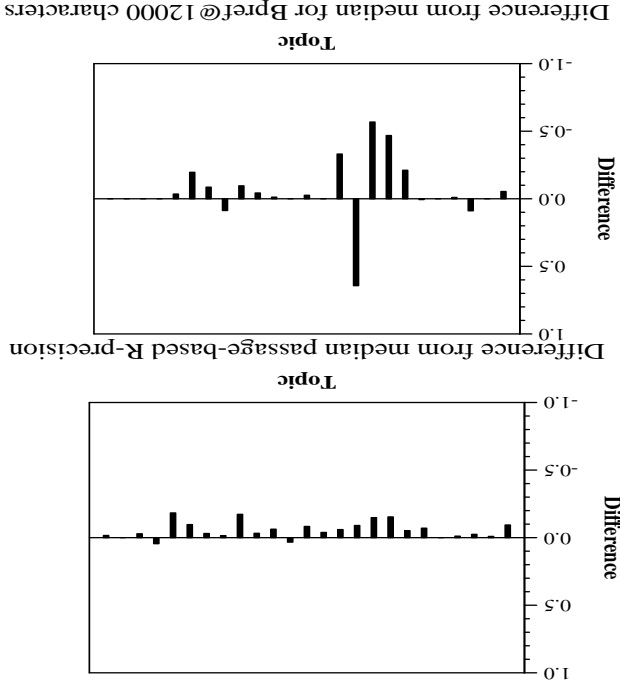 1.0
0.5
Difference
0.0
-0.5
-1.0
Topic
Difference from median passage-based R-precision
1.0
0.5
Difference
0.0
-0.5
-1.0
Topic
Difference from median for Bpref@12000 characters